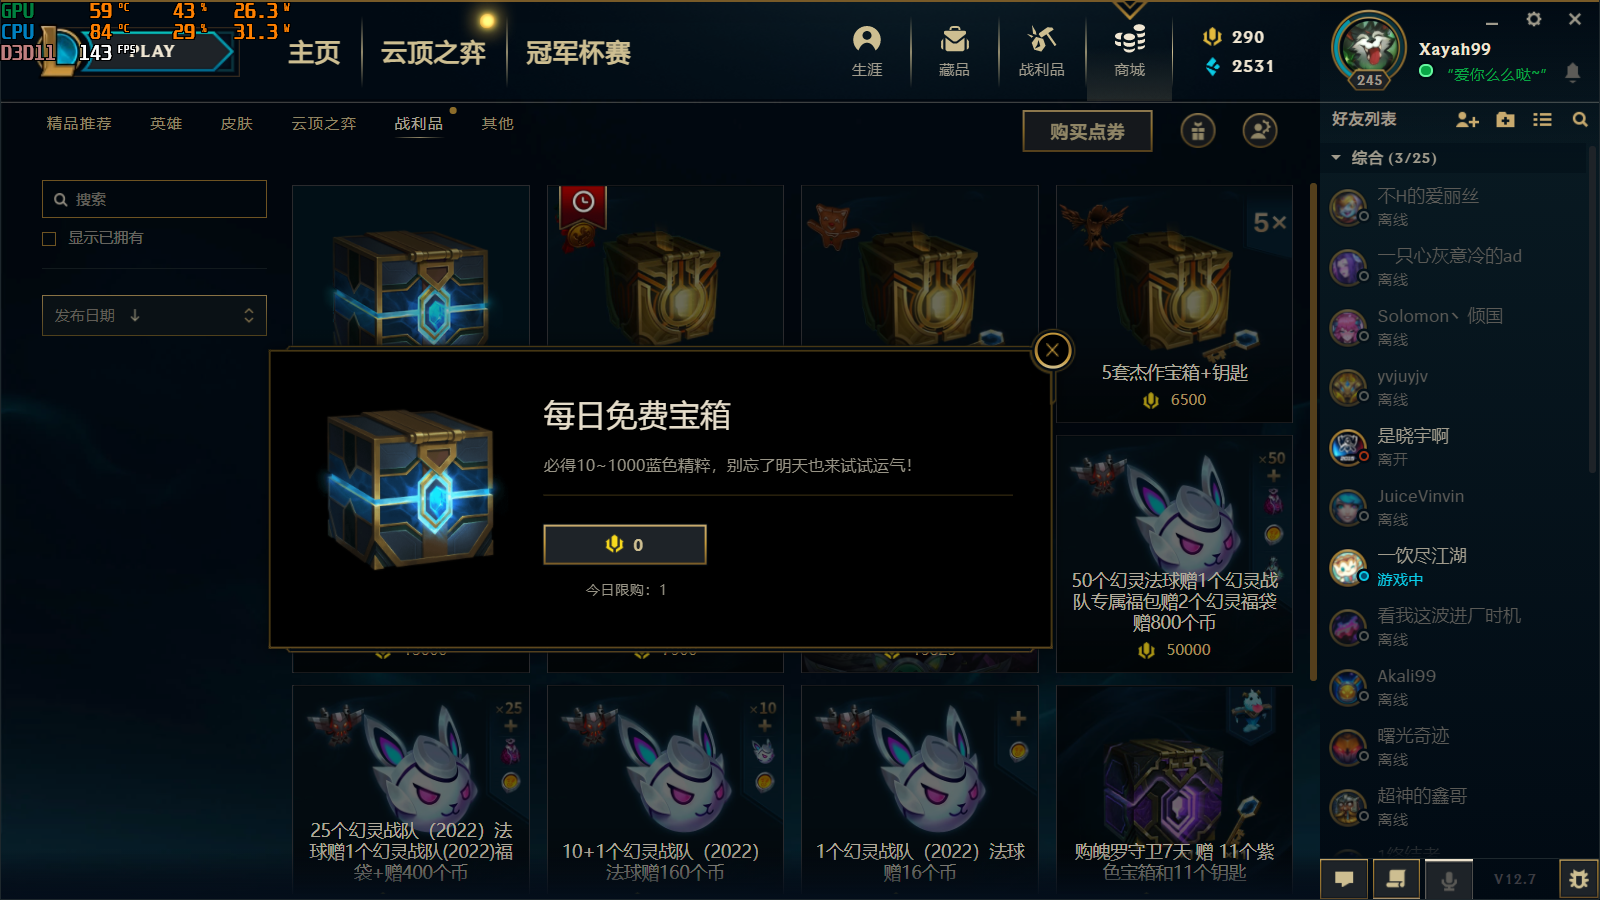 GPU 59 °C 43 % 26.3 W
CPU 84 °C 29 % 31.3 W
D3D11 143 FPS
PLAY
主页
云顶之弈
冠军杯赛
生涯
藏品
战利品
商城
290
2531
245
Xayah99
“爱你么么哒~”
精品推荐
英雄
皮肤
云顶之弈
战利品
其他
购买点券
好友列表
综合 (3/25)
搜索
显示已拥有
发布日期
5×
5套杰作宝箱+钥匙
6500
每日免费宝箱
必得10~1000蓝色精粹，别忘了明天也来试试运气！
0
今日限购：1
×50
50个幻灵法球赠1个幻灵战
队专属福包赠2个幻灵福袋
赠800个币
50000
×25
25个幻灵战队（2022）法
球赠1个幻灵战队(2022)福
袋+赠400个币
×10
10+1个幻灵战队（2022）
法球赠160个币
1个幻灵战队（2022）法球
赠16个币
购魄罗守卫7天 赠 11个紫
色宝箱和11个钥匙
不H的爱丽丝
离线
一只心灰意冷的ad
离线
Solomon丶倾国
离线
yvjuyjv
离线
是晓宇啊
离开
JuiceVinvin
离线
一饮尽江湖
游戏中
看我这波进厂时机
离线
Akali99
离线
曙光奇迹
离线
超神的鑫哥
离线
V12.7